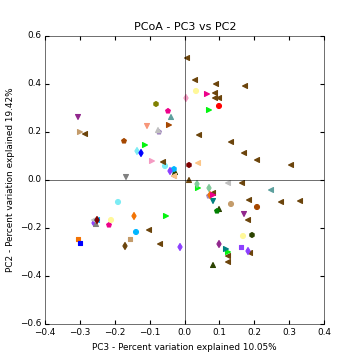 PCoA - PC3 vs PC2
0.6
0.4
0.2
0.0
−0.2
−0.4
−0.6
PC2 - Percent variation explained 19.42%
−0.4 −0.3 −0.2 −0.1 0.0 0.1 0.2 0.3 0.4
PC3 - Percent variation explained 10.05%